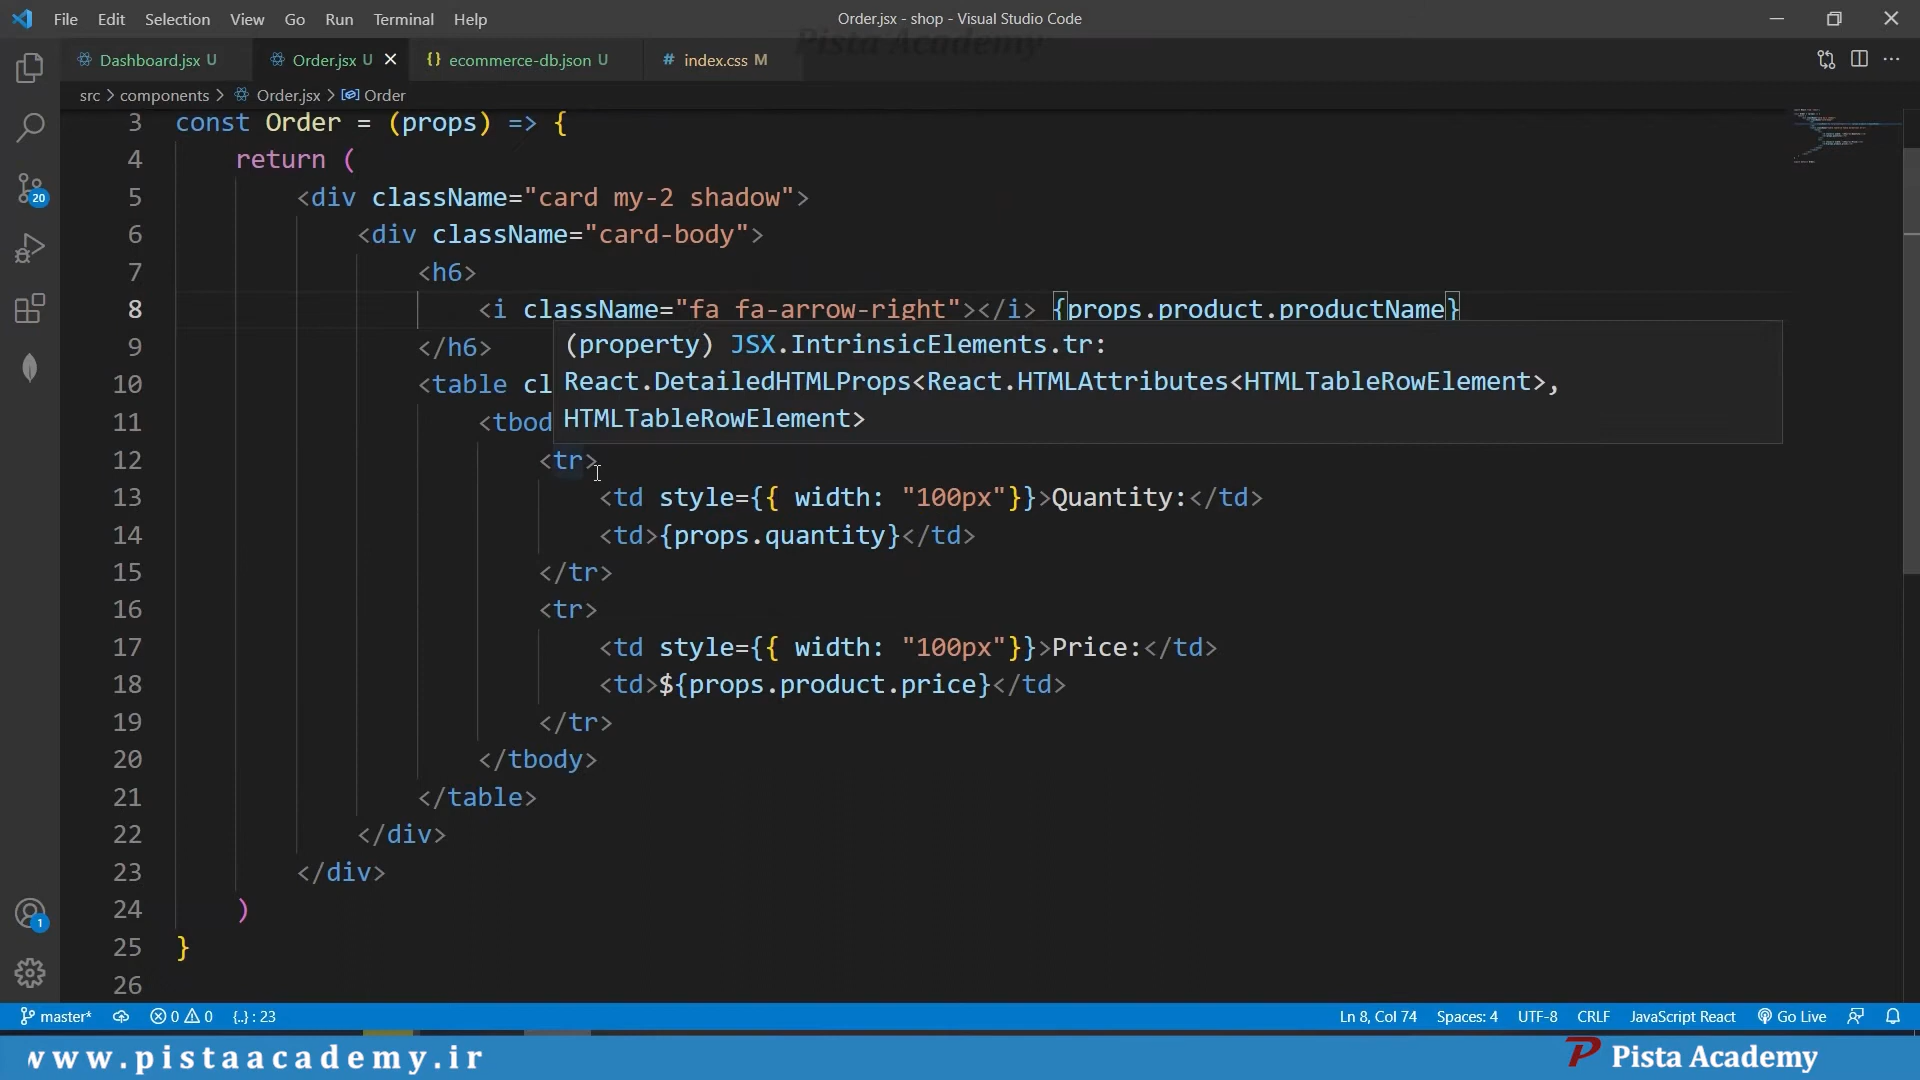 File Edit Selection View Go Run Terminal Help
Order.jsx - shop - Visual Studio Code
Pista Academy
Dashboard.jsx U
Order.jsx U
{} ecommerce-db.json U
# index.css M
src > components > Order.jsx > Order
3 const Order = (props) => {
4 return (
5 <div className="card my-2 shadow">
6 <div className="card-body">
7 <h6>
8 <i className="fa fa-arrow-right"></i> {props.product.productName}
9 </h6>
(property) JSX.IntrinsicElements.tr:
React.DetailedHTMLProps<React.HTMLAttributes<HTMLTableRowElement>,
HTMLTableRowElement>
10 <table cl
11 <tbod
12 <tr>
13 <td style={{ width: "100px"}}>Quantity:</td>
14 <td>{props.quantity}</td>
15 </tr>
16 <tr>
17 <td style={{ width: "100px"}}>Price:</td>
18 <td>${props.product.price}</td>
19 </tr>
20 </tbody>
21 </table>
22 </div>
23 </div>
24 )
25 }
26
20
1
master* 0 0 {..} : 23
Ln 8, Col 74 Spaces: 4 UTF-8 CRLF JavaScript React Go Live
www.pistaacademy.ir
Pista Academy